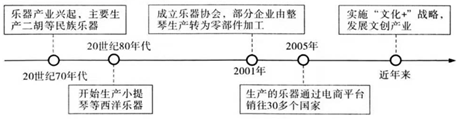 乐器产业兴起,主要生
产二胡等民族乐器
成立乐器协会,部分企业由整
琴生产转为零部件加工
实施“文化+”战略,
发展文创产业
20世纪80年代
2005年
20世纪70年代
2001年
近年来
开始生产小提
琴等西洋乐器
生产的乐器通过电商平台
销往30多个国家